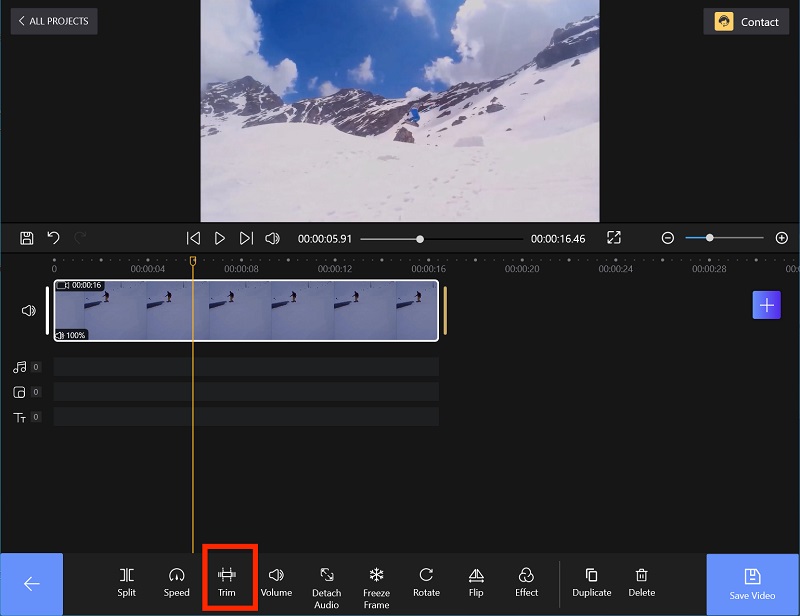 ALL PROJECTS
Contact
00:00:05.91
00:00:16.46
0 00:00:04 00:00:08 00:00:12 00:00:16 00:00:20 00:00:24 00:00:28
00:00:16
100%
0
0
TT 0
Split
Speed
Trim
Volume
Detach
Audio
Freeze
Frame
Rotate
Flip
Effect
Duplicate
Delete
Save Video